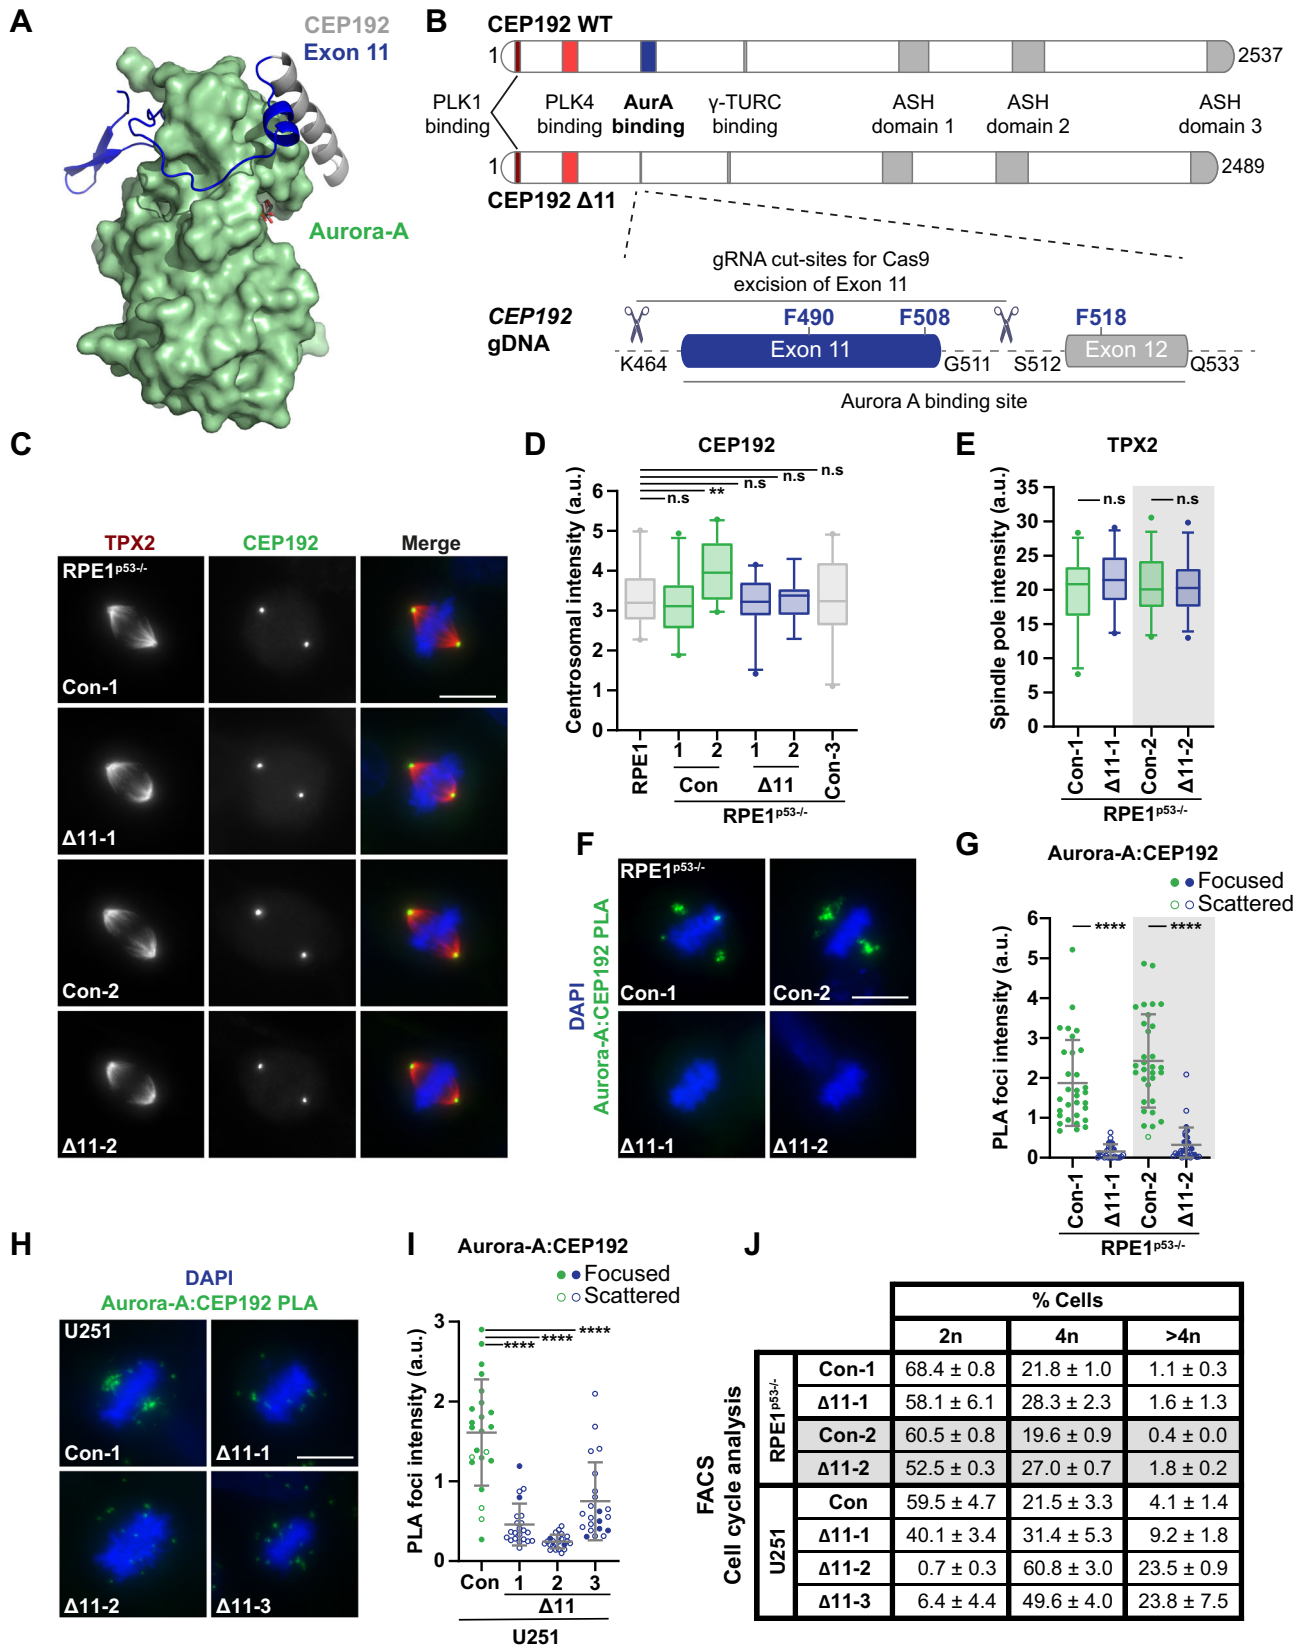 A
CEP192
Exon 11
Aurora-A
B
CEP192 WT
1
2537
PLK1
binding
PLK4
binding
AurA
binding
γ-TURC
binding
ASH
domain 1
ASH
domain 2
ASH
domain 3
1
2489
CEP192 Δ11
gRNA cut-sites for Cas9
excision of Exon 11
CEP192
gDNA
F490
F508
F518
Exon 11
Exon 12
K464
G511
S512
Q533
Aurora A binding site
C
TPX2
CEP192
Merge
RPE1p53-/-
Con-1
Δ11-1
Con-2
Δ11-2
D
CEP192
Centrosomal intensity (a.u.)
6
5
4
3
2
1
0
n.s
**
n.s
n.s
n.s
RPE1
1
2
1
2
Con-3
Con
Δ11
RPE1p53-/-
E
TPX2
Spindle pole intensity (a.u.)
35
30
25
20
15
10
5
0
n.s
n.s
Con-1
Δ11-1
Con-2
Δ11-2
RPE1p53-/-
F
DAPI
Aurora-A:CEP192 PLA
RPE1p53-/-
Con-1
Con-2
Δ11-1
Δ11-2
G
Aurora-A:CEP192
Focused
Scattered
PLA foci intensity (a.u.)
6
5
4
3
2
1
0
****
****
Con-1
Δ11-1
Con-2
Δ11-2
RPE1p53-/-
H
DAPI
Aurora-A:CEP192 PLA
U251
Con-1
Δ11-1
Δ11-2
Δ11-3
I
Aurora-A:CEP192
Focused
Scattered
PLA foci intensity (a.u.)
3
2
1
0
****
****
****
Con
1
2
3
Δ11
U251
J
FACS
Cell cycle analysis
% Cells
2n 4n >4n
RPE1p53-/-
Con-1 68.4 ± 0.8 21.8 ± 1.0 1.1 ± 0.3
Δ11-1 58.1 ± 6.1 28.3 ± 2.3 1.6 ± 1.3
Con-2 60.5 ± 0.8 19.6 ± 0.9 0.4 ± 0.0
Δ11-2 52.5 ± 0.3 27.0 ± 0.7 1.8 ± 0.2
U251
Con 59.5 ± 4.7 21.5 ± 3.3 4.1 ± 1.4
Δ11-1 40.1 ± 3.4 31.4 ± 5.3 9.2 ± 1.8
Δ11-2 0.7 ± 0.3 60.8 ± 3.0 23.5 ± 0.9
Δ11-3 6.4 ± 4.4 49.6 ± 4.0 23.8 ± 7.5